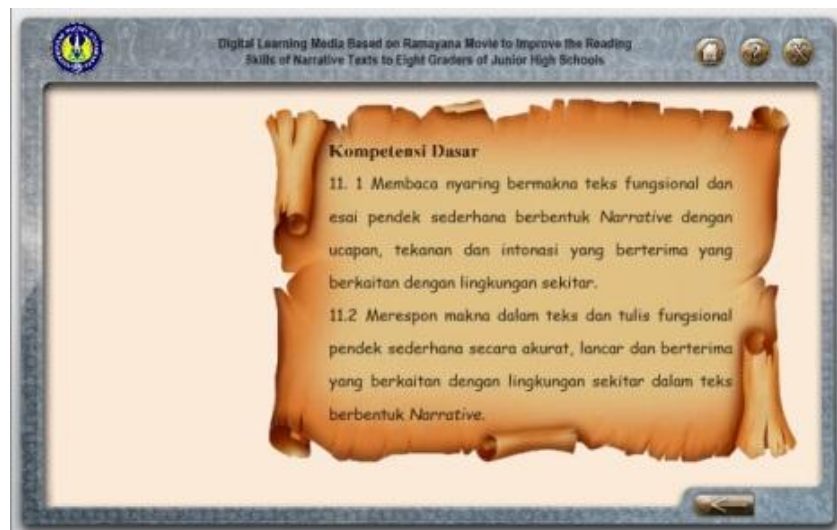 Digital Learning Media Based on Ramayana Movie to Improve the Reading
Skills of Narrative Texts to Eight Graders of Junior High Schools
Kompetensi Dasar
11. 1 Membaca nyaring bermakna teks fungsional dan
esai pendek sederhana berbentuk Narrative dengan
ucapan, tekanan dan intonasi yang berterima yang
berkaitan dengan lingkungan sekitar.
11.2 Merespon makna dalam teks dan tulis fungsional
pendek sederhana secara akurat, lancar dan berterima
yang berkaitan dengan lingkungan sekitar dalam teks
berbentuk Narrative.